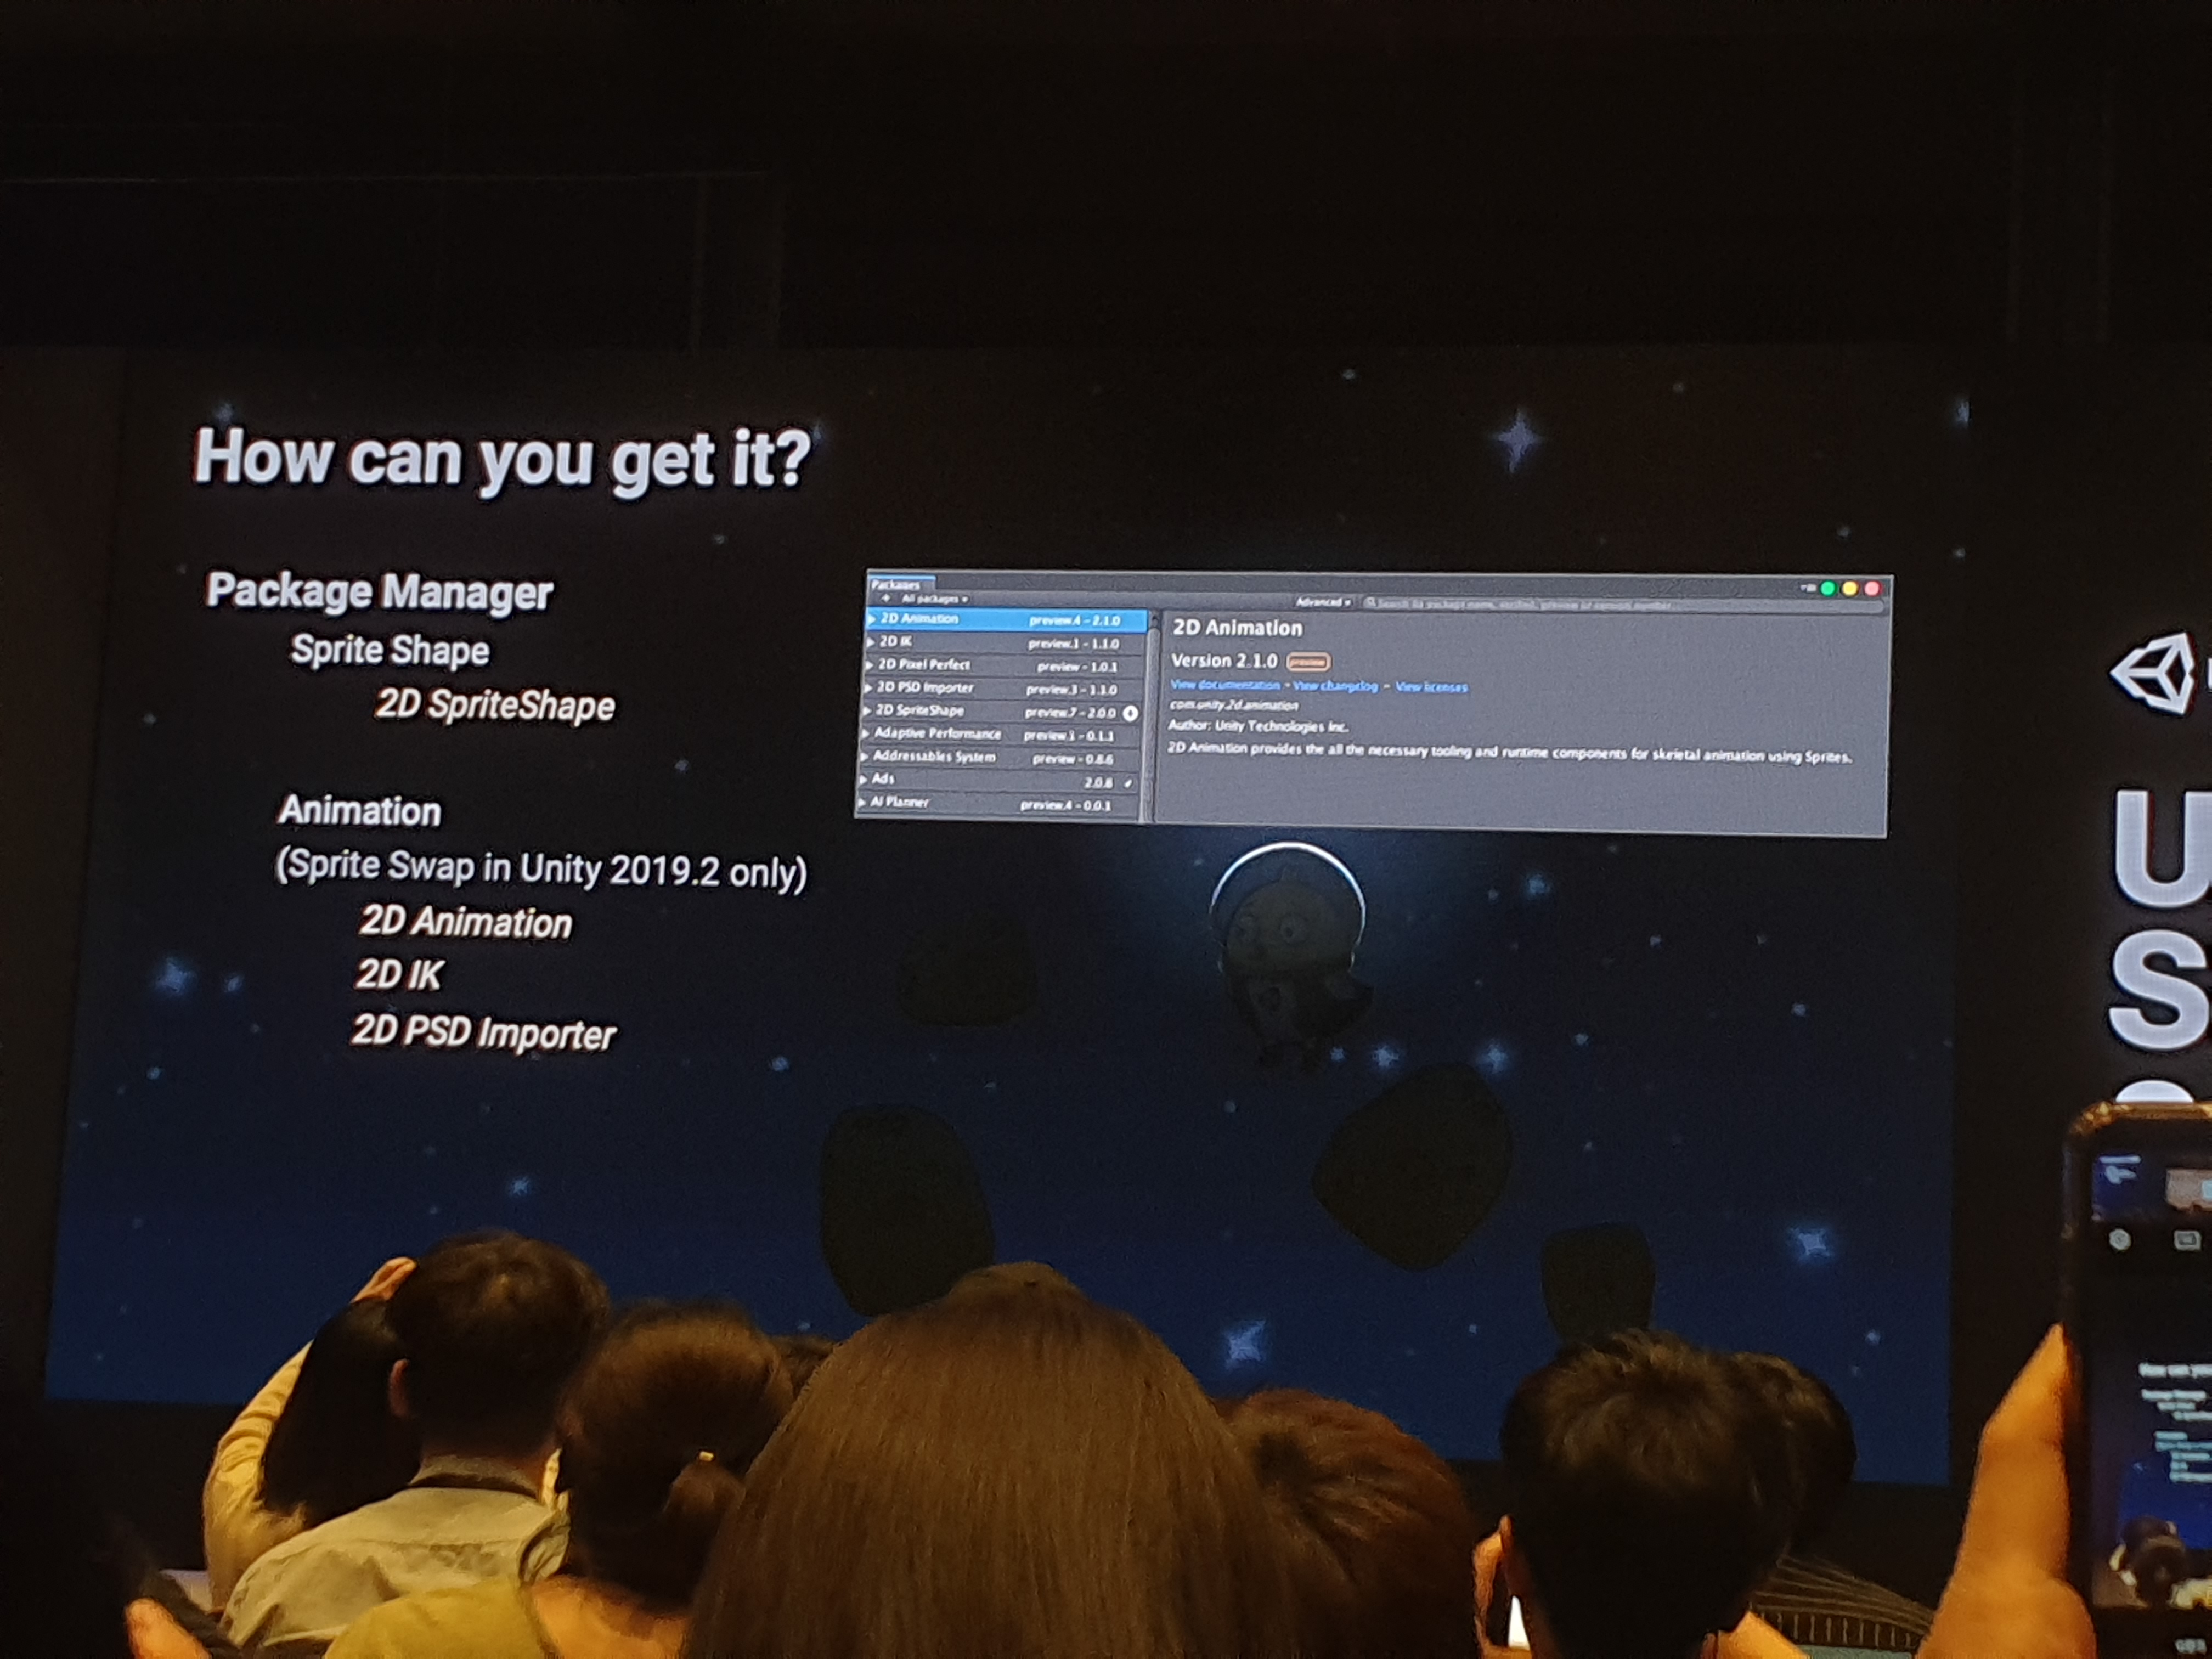 How can you get it?
Package Manager
Sprite Shape
2D SpriteShape
Animation
(Sprite Swap in Unity 2019.2 only)
2D Animation
2D IK
2D PSD Importer
Packages
+ All packages
Advanced
2D Animation preview.4 - 2.1.0
2D IK preview.1 - 1.1.0
2D Pixel Perfect preview - 1.0.1
2D PSD Importer preview.3 - 1.1.0
2D SpriteShape preview.7 - 2.0.0
Adaptive Performance preview.1 - 0.1.1
Addressables System preview - 0.8.6
Ads 2.0.8
AI Planner preview.4 - 0.0.1
2D Animation
Version 2.1.0 preview
View documentation - View changelog - View licenses
com.unity.2d.animation
Author: Unity Technologies Inc.
2D Animation provides the all the necessary tooling and runtime components for skeletal animation using Sprites.
U
S